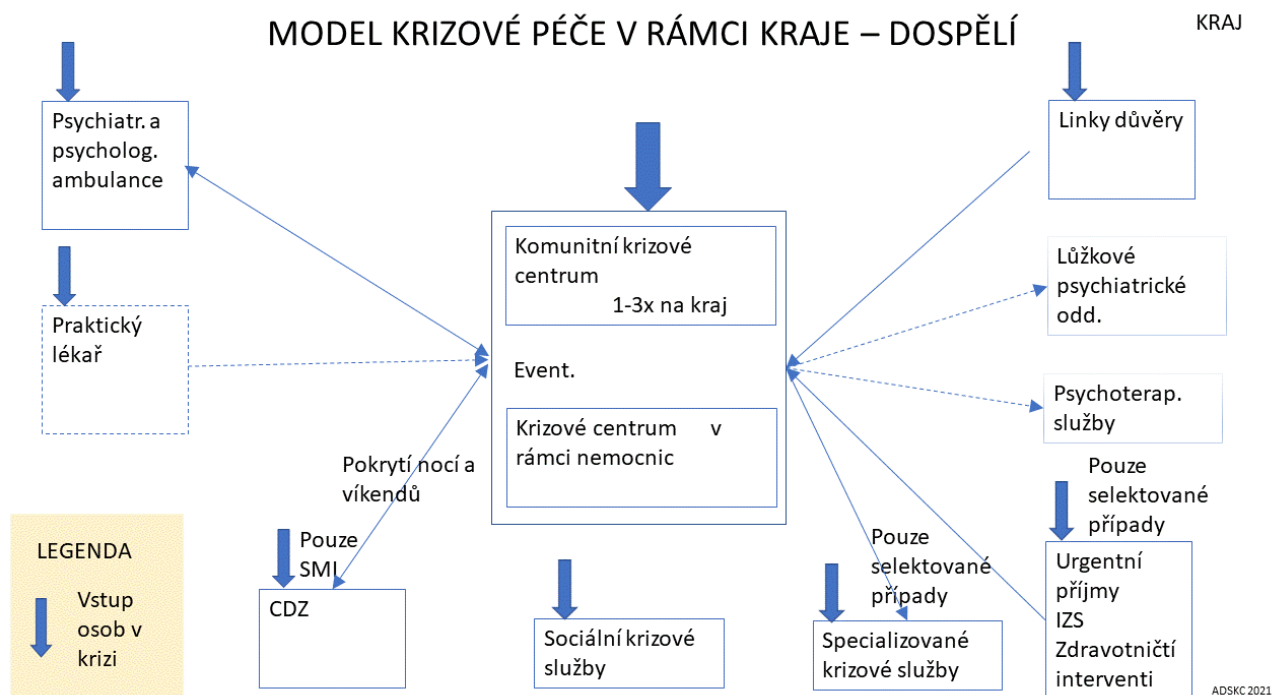 MODEL KRIZOVÉ PÉČE V RÁMCI KRAJE – DOSPĚLÍ
KRAJ
Psychiatr. a
psycholog.
ambulance
Linky důvěry
Komunitní krizové
centrum
1-3x na kraj
Lůžkové
psychiatrické
odd.
Praktický
lékař
Event.
Psychoterap.
služby
Krizové centrum v
rámci nemocnic
Pokrytí nocí a
víkendů
Pouze
selektované
případy
LEGENDA
Vstup
osob v
krizi
Pouze
SMI
CDZ
Sociální krizové
služby
Pouze
selektované
případy
Specializované
krizové služby
Urgentní
příjmy
IZS
Zdravotničtí
interventi
ADSKC 2021